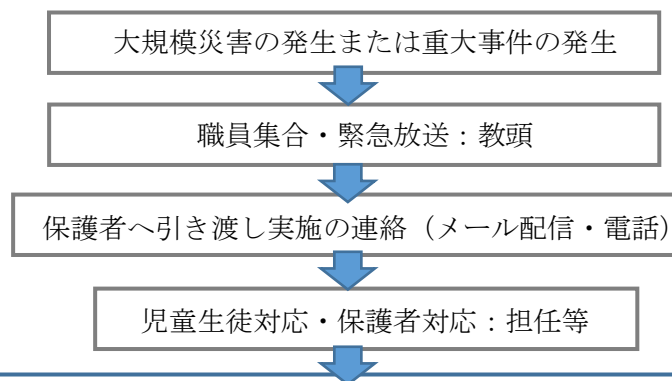 大規模災害の発生または重大事件の発生
職員集合・緊急放送：教頭
保護者へ引き渡し実施の連絡（メール配信・電話）
児童生徒対応・保護者対応：担任等